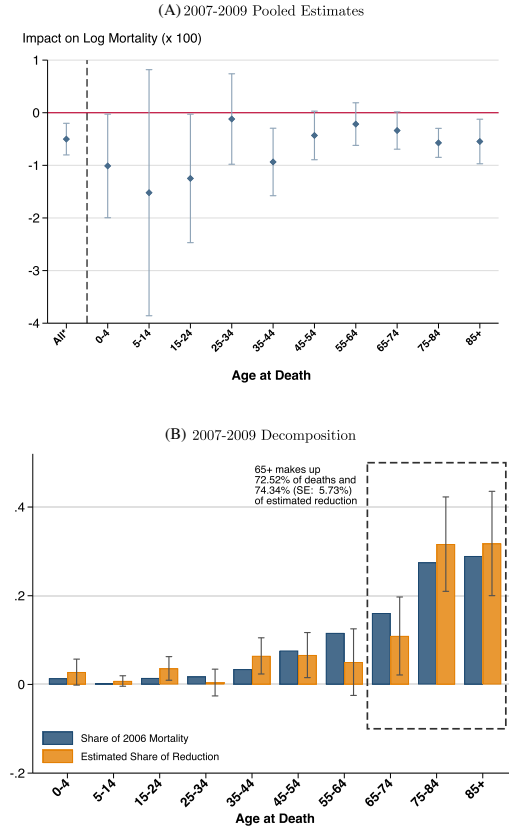 (A) 2007-2009 Pooled Estimates
Impact on Log Mortality (x 100)
1
0
-1
-2
-3
-4
All*
0-4
5-14
15-24
25-34
35-44
45-54
55-64
65-74
75-84
85+
Age at Death
(B) 2007-2009 Decomposition
65+ makes up
72.52% of deaths and
74.34% (SE: 5.73%)
of estimated reduction
.4
.2
0
-.2
Share of 2006 Mortality
Estimated Share of Reduction
0-4
5-14
15-24
25-34
35-44
45-54
55-64
65-74
75-84
85+
Age at Death